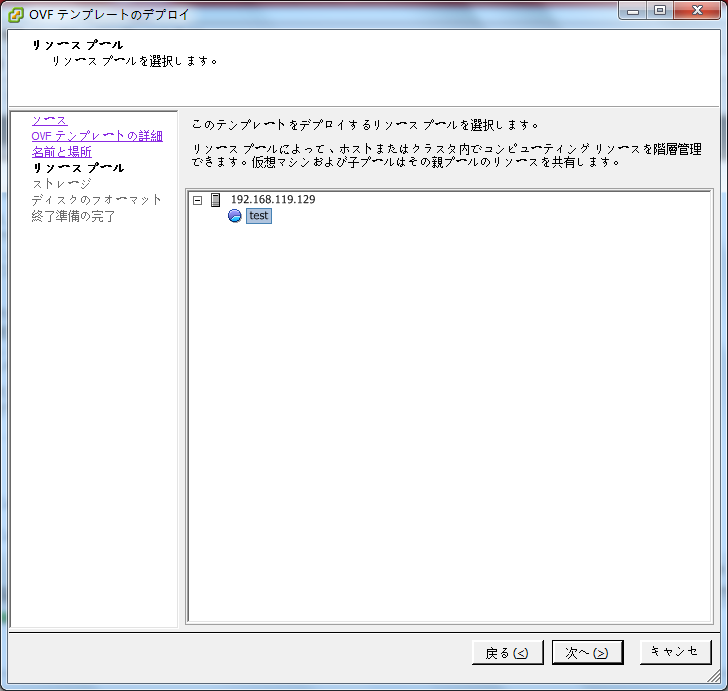 OVF テンプレートのデプロイ
リソース プール
リソース プールを選択します。
ソース
OVF テンプレートの詳細
名前と場所
リソース プール
ストレージ
ディスクのフォーマット
終了準備の完了
このテンプレートをデプロイするリソース プールを選択します。
リソース プールによって、ホストまたはクラスタ内でコンピューティング リソースを階層管理
できます。仮想マシンおよび子プールはその親プールのリソースを共有します。
192.168.119.129
test
戻る(<)
次へ(>)
キャンセ